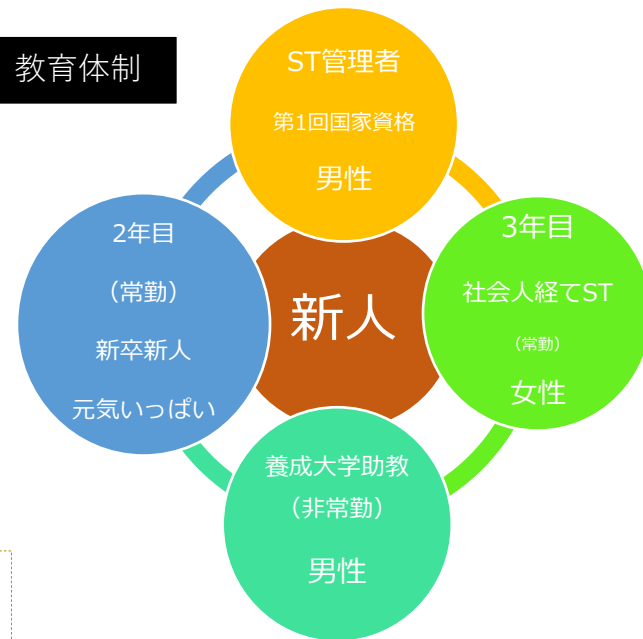 教育体制
ST管理者
第1回国家資格
男性
2年目
（常勤）
新卒新人
元気いっぱい
新人
3年目
社会人経てST
（常勤）
女性
養成大学助教
（非常勤）
男性